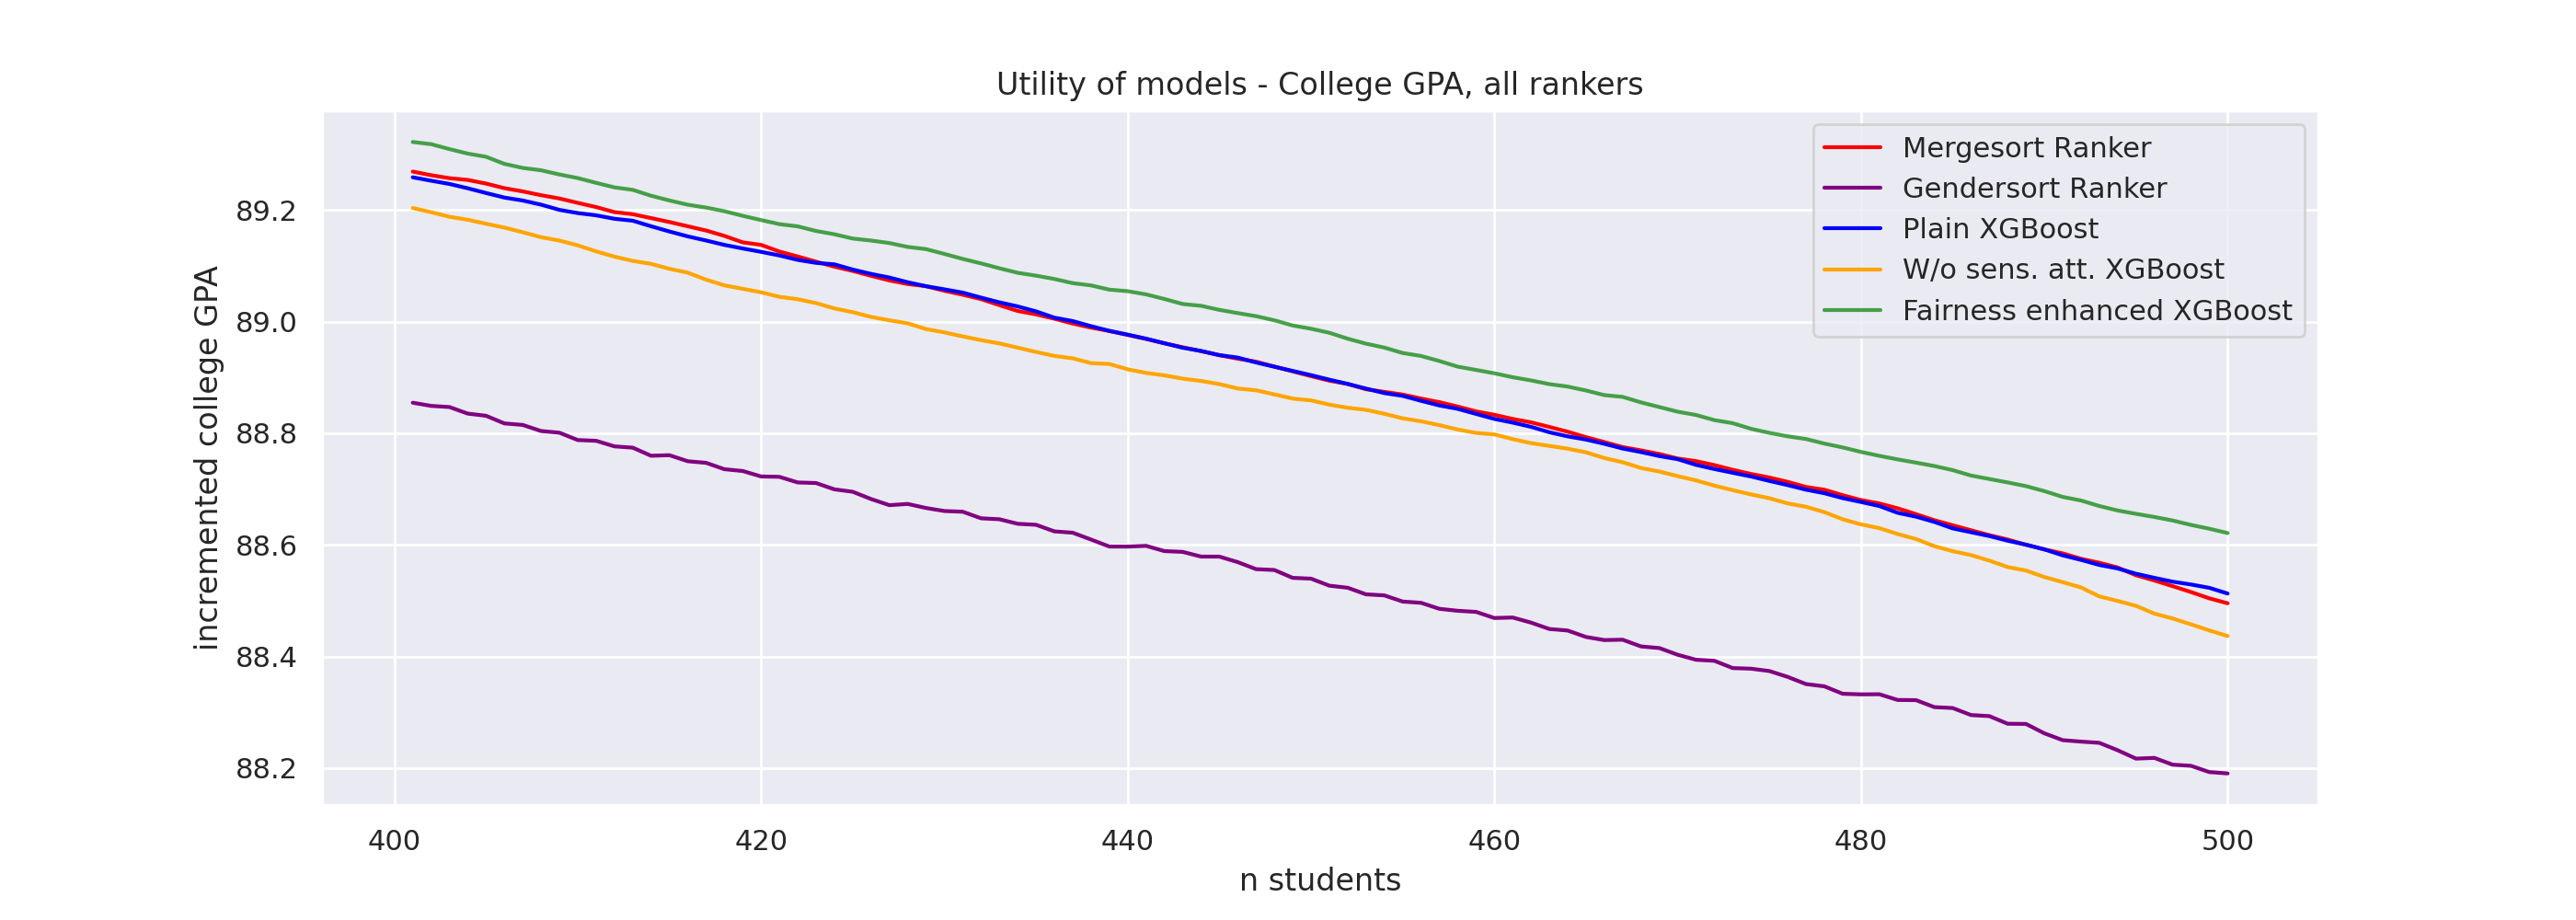 Utility of models - College GPA, all rankers
Mergesort Ranker
Gendersort Ranker
Plain XGBoost
W/o sens. att. XGBoost
Fairness enhanced XGBoost
incremented college GPA
89.2
89.0
88.8
88.6
88.4
88.2
400 420 440 460 480 500
n students